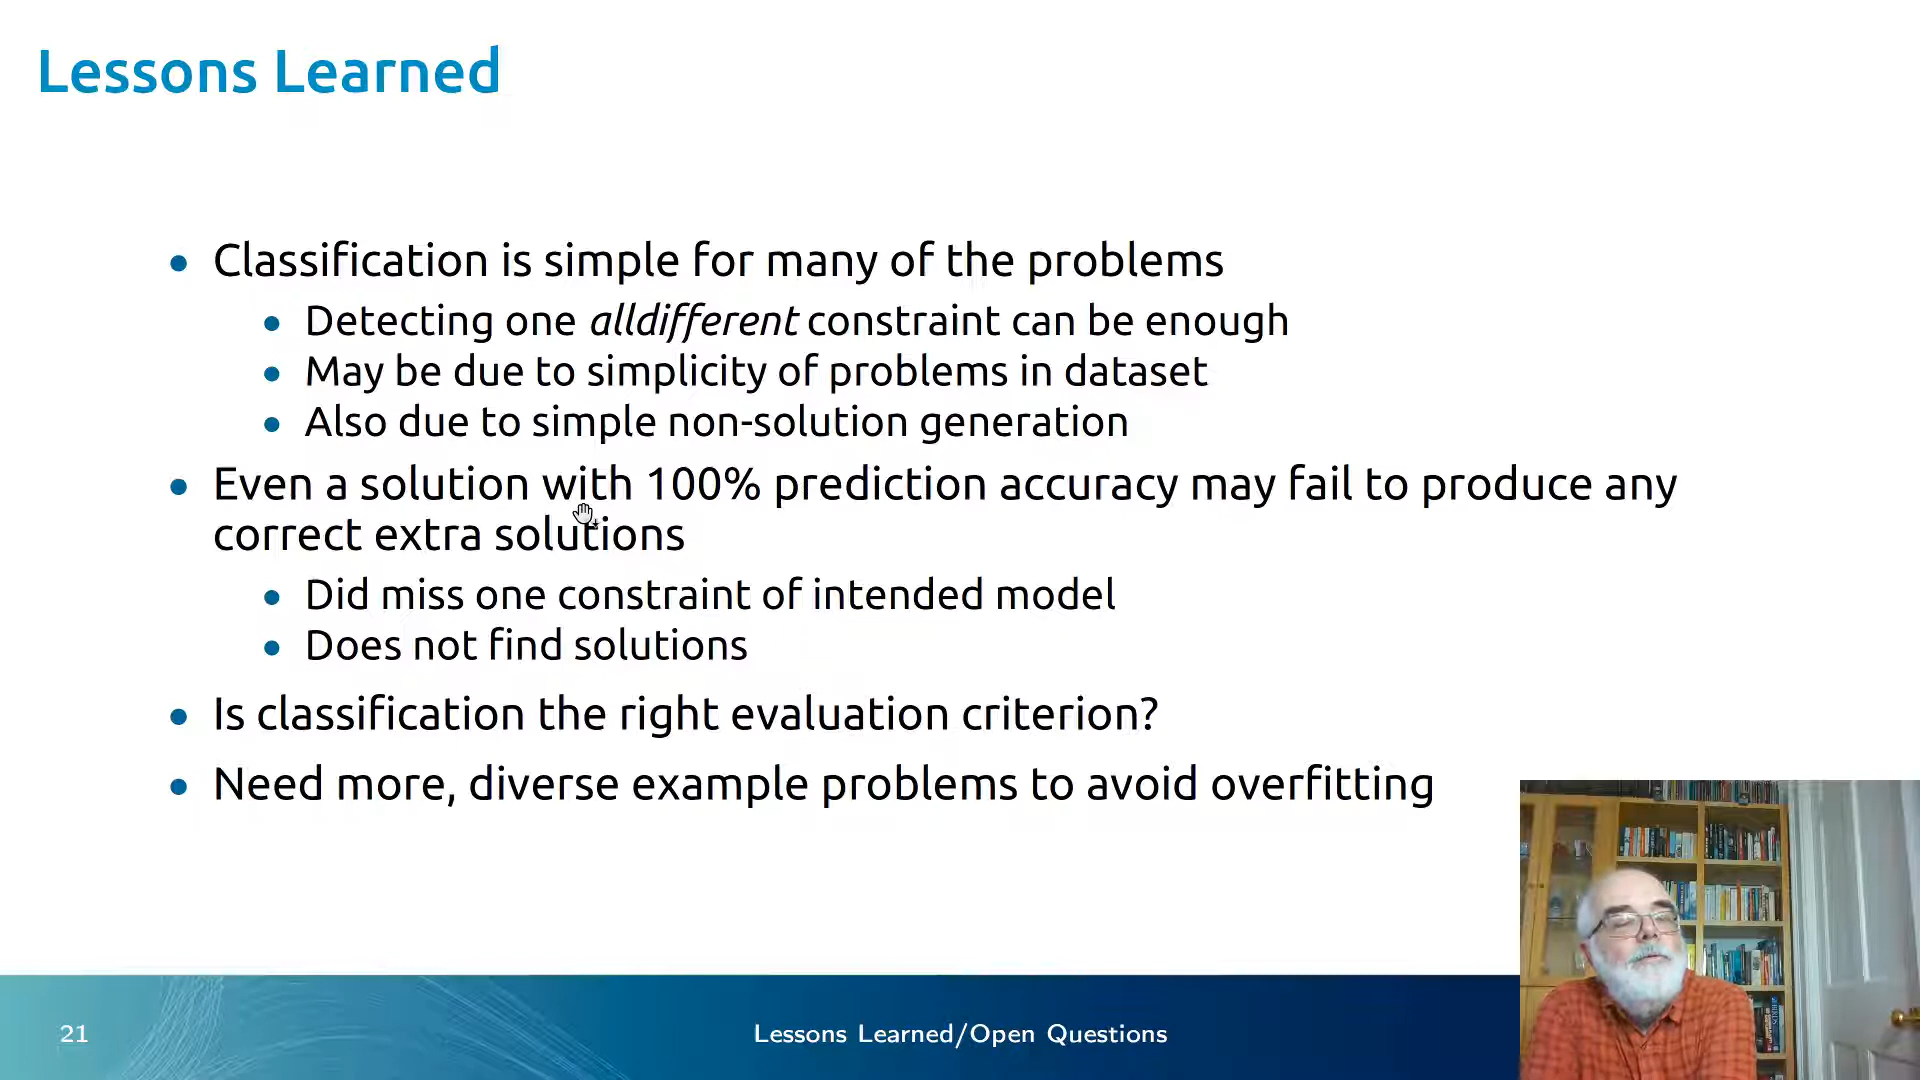 Lessons Learned
• Classification is simple for many of the problems
• Detecting one alldifferent constraint can be enough
• May be due to simplicity of problems in dataset
• Also due to simple non-solution generation
• Even a solution with 100% prediction accuracy may fail to produce any
correct extra solutions
• Did miss one constraint of intended model
• Does not find solutions
• Is classification the right evaluation criterion?
• Need more, diverse example problems to avoid overfitting
21
Lessons Learned/Open Questions